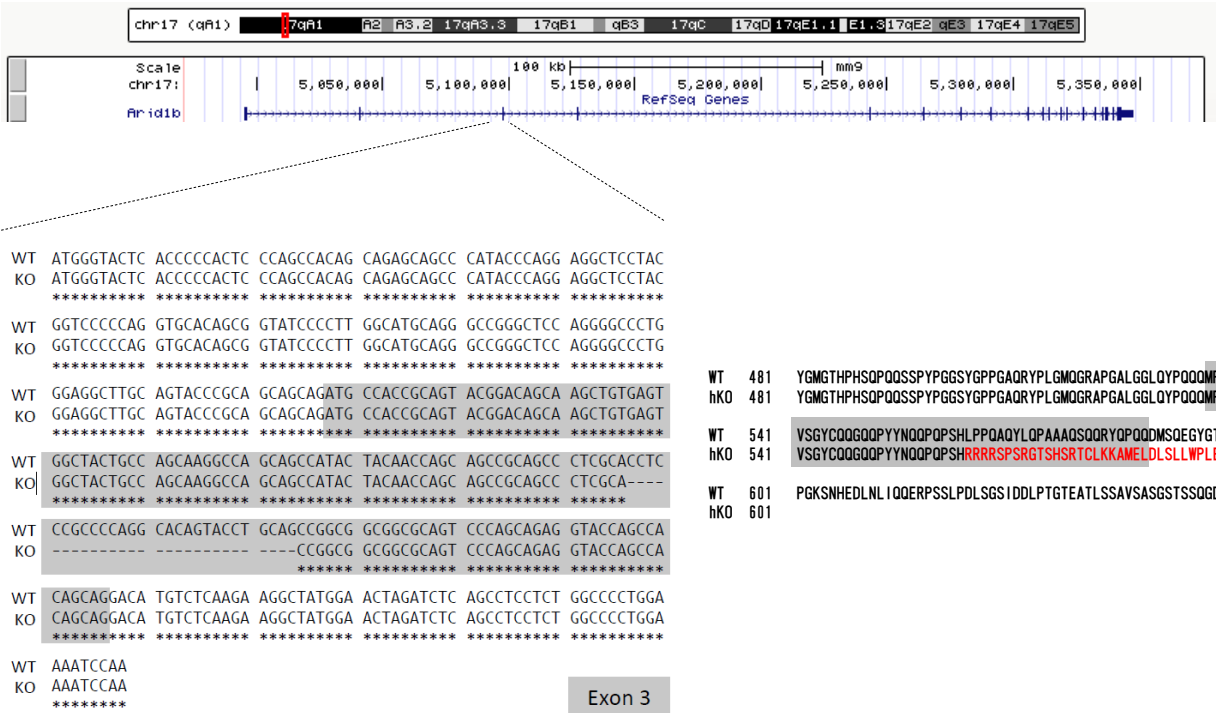 chr17 (qA1) 17qA1 A2 A3.2 17qA3.3 17qB1 qB3 17qC 17qD 17qE1.1 E1.3 17qE2 qE3 17qE4 17qE5
Scale 100 kb mm9
chr17: 5,050,000 5,100,000 5,150,000 5,200,000 5,250,000 5,300,000 5,350,000
RefSeq Genes
Arid1b
WT ATGGGTACTC ACCCCCACTC CCAGCCACAG CAGAGCAGCC CATACCCAGG AGGCTCCTAC
KO ATGGGTACTC ACCCCCACTC CCAGCCACAG CAGAGCAGCC CATACCCAGG AGGCTCCTAC
********** ********** ********** ********** ********** **********
WT GGTCCCCCAG GTGCACAGCG GTATCCCCTT GGCATGCAGG GCCGGGCTCC AGGGGCCCTG
KO GGTCCCCCAG GTGCACAGCG GTATCCCCTT GGCATGCAGG GCCGGGCTCC AGGGGCCCTG
********** ********** ********** ********** ********** **********
WT GGAGGCTTGC AGTACCCGCA GCAGCAGATG CCACCGCAGT ACGGACAGCA AGCTGTGAGT
KO GGAGGCTTGC AGTACCCGCA GCAGCAGATG CCACCGCAGT ACGGACAGCA AGCTGTGAGT
********** ********** ********** ********** ********** **********
WT GGCTACTGCC AGCAAGGCCA GCAGCCATAC TACAACCAGC AGCCGCAGCC CTCGCACCTC
KO GGCTACTGCC AGCAAGGCCA GCAGCCATAC TACAACCAGC AGCCGCAGCC CTCGCA----
********** ********** ********** ********** ********** ******
WT CCGCCCCAGG CACAGTACCT GCAGCCGGCG GCGGCGCAGT CCCAGCAGAG GTACCAGCCA
KO ---------- ---------- ----CCGGCG GCGGCGCAGT CCCAGCAGAG GTACCAGCCA
****** ********** ********** **********
WT CAGCAGGACA TGTCTCAAGA AGGCTATGGA ACTAGATCTC AGCCTCCTCT GGCCCCTGGA
KO CAGCAGGACA TGTCTCAAGA AGGCTATGGA ACTAGATCTC AGCCTCCTCT GGCCCCTGGA
********** ********** ********** ********** ********** **********
WT AAATCCAA
KO AAATCCAA
********
Exon 3
WT 481 YGMGTHPHSQPQQSSPYPGGSYGPPGAQRYPLGMQGRAPGALGGLQYPQQQM
hKO 481 YGMGTHPHSQPQQSSPYPGGSYGPPGAQRYPLGMQGRAPGALGGLQYPQQQM
WT 541 VSGYCQQGQQPYYNQQPQPSHLPPQAQYLQPAAAQSQQRYQPQQDMSQEGYG
hKO 541 VSGYCQQGQQPYYNQQPQPSHRRRRSPSRGTSHSRTCLKKAMELDLSLLWPL
WT 601 PGKSNHEDLNLIQQERPSSLPDLSGSIDDLPTGTEATLSSAVSASGSTSSQG
hKO 601